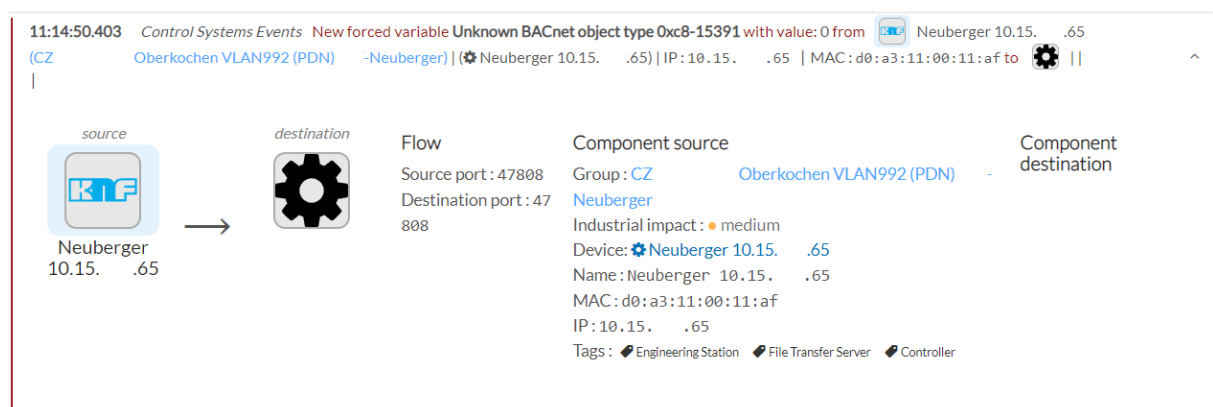 11:14:50.403 Control Systems Events New forced variable Unknown BACnet object type 0xc8-15391 with value: 0 from KNF Neuberger 10.15. .65
(CZ Oberkochen VLAN992 (PDN) -Neuberger) | (Neuberger 10.15. .65) | IP:10.15. .65 | MAC:d0:a3:11:00:11:af to ||
|
source
destination
KNF
Neuberger
10.15. .65
Flow
Source port : 47808
Destination port : 47
808
Component source
Group : CZ Oberkochen VLAN992 (PDN) -
Neuberger
Industrial impact : medium
Device: Neuberger 10.15. .65
Name : Neuberger 10.15. .65
MAC : d0:a3:11:00:11:af
IP : 10.15. .65
Tags : Engineering Station File Transfer Server Controller
Component
destination